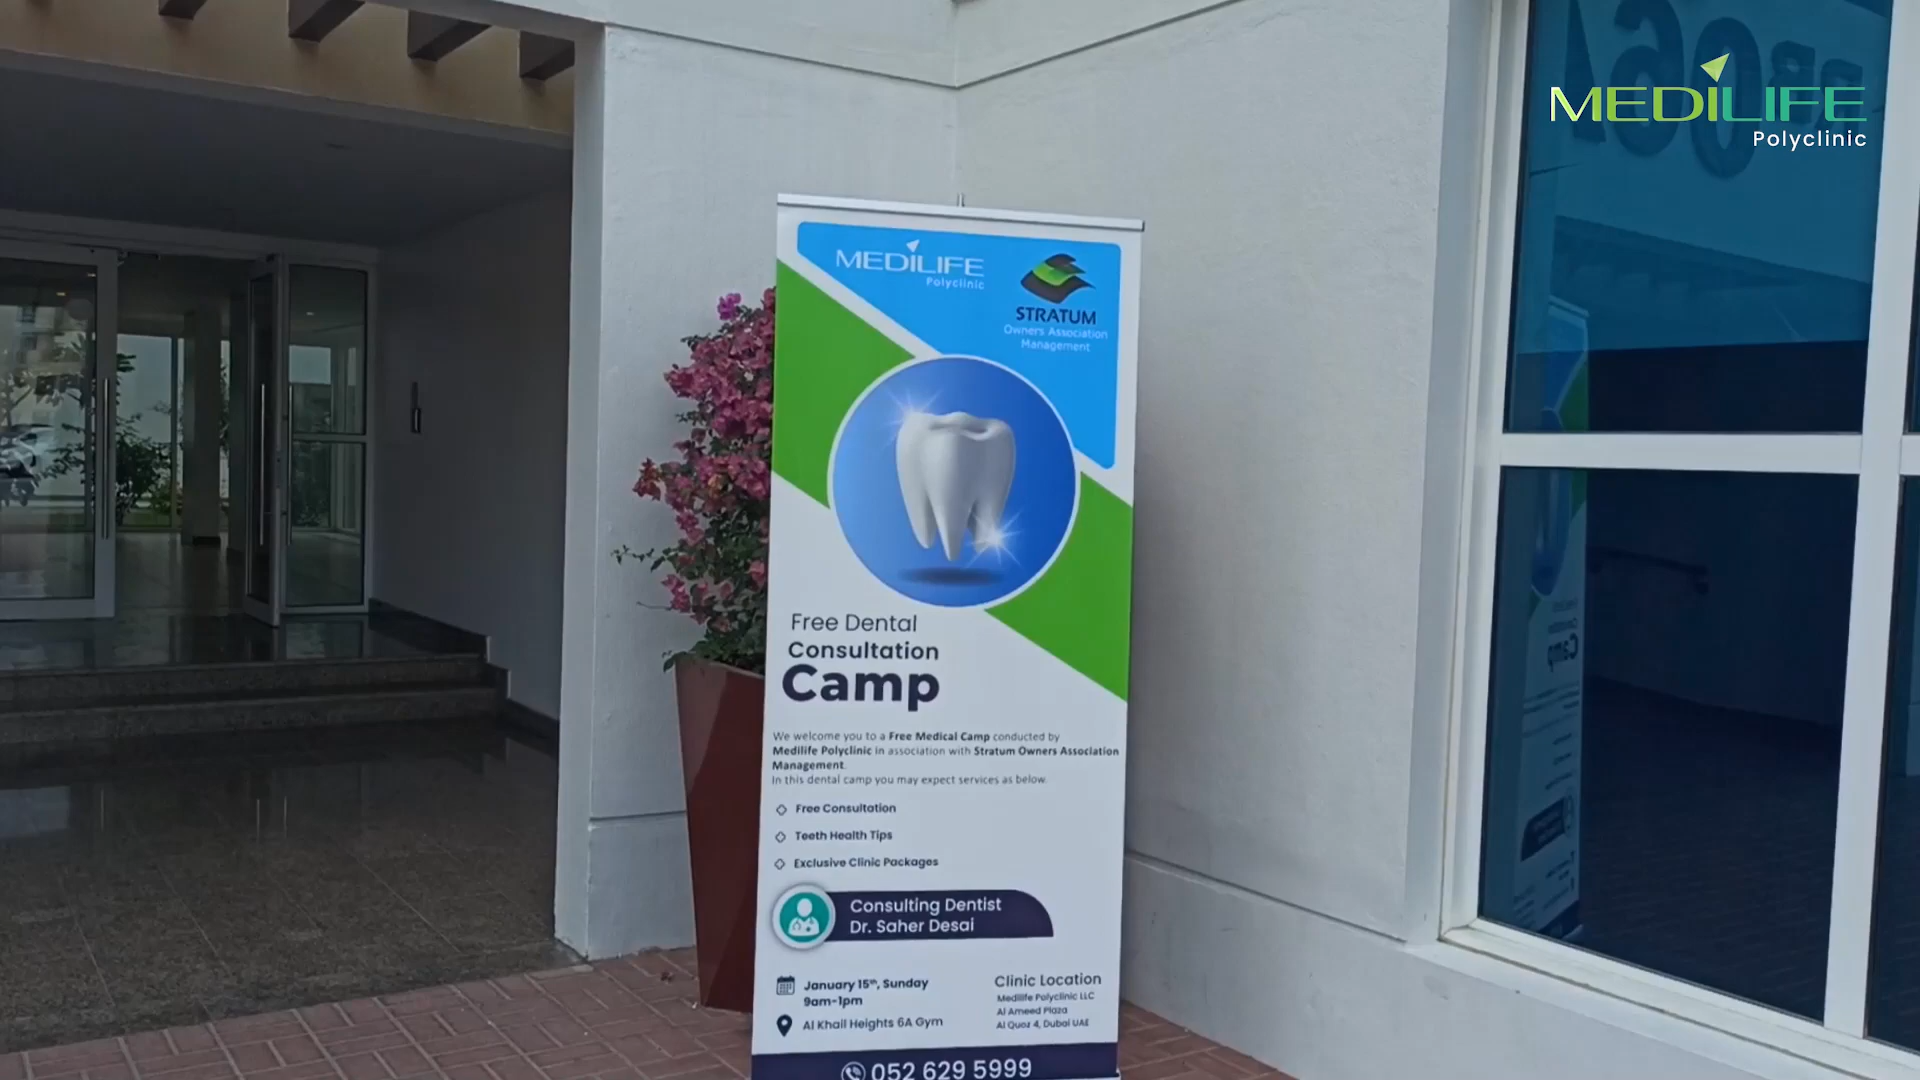 MEDILIFE
Polyclinic
MEDILIFE
Polyclinic
STRATUM
Owners Association
Management
Free Dental
Consultation
Camp
We welcome you to a Free Medical Camp conducted by
Medilife Polyclinic in association with Stratum Owners Association
Management.
In this dental camp you may expect services as below.
Free Consultation
Teeth Health Tips
Exclusive Clinic Packages
Consulting Dentist
Dr. Saher Desai
January 15th, Sunday
9am-1pm
Al Khail Heights 6A Gym
Clinic Location
Medilife Polyclinic LLC
Al Ameed Plaza
Al Quoz 4, Dubai UAE
052 629 5999